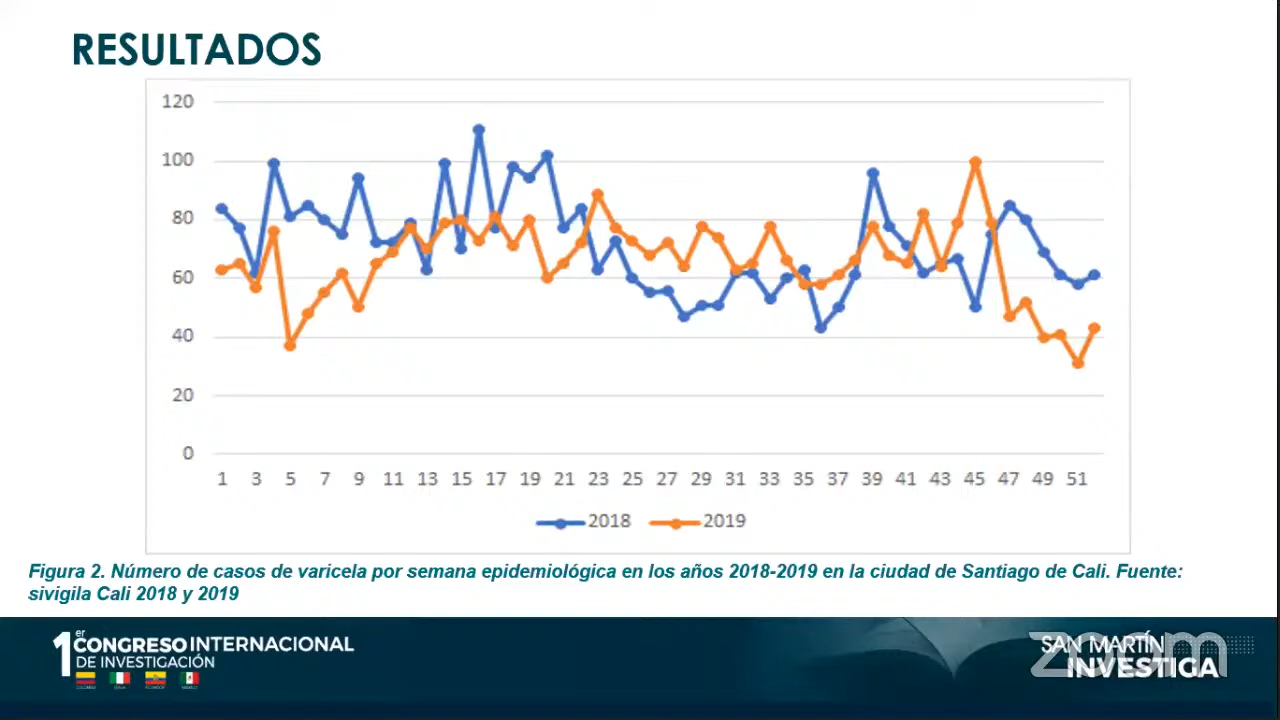 RESULTADOS
120
100
80
60
40
20
0
1 3 5 7 9 11 13 15 17 19 21 23 25 27 29 31 33 35 37 39 41 43 45 47 49 51
2018 2019
Figura 2. Número de casos de varicela por semana epidemiológica en los años 2018-2019 en la ciudad de Santiago de Cali. Fuente:
sivigila Cali 2018 y 2019
1er CONGRESO INTERNACIONAL
DE INVESTIGACIÓN
COLOMBIA ECUADOR MÉXICO
SAN MARTÍN
INVESTIGA
zoom